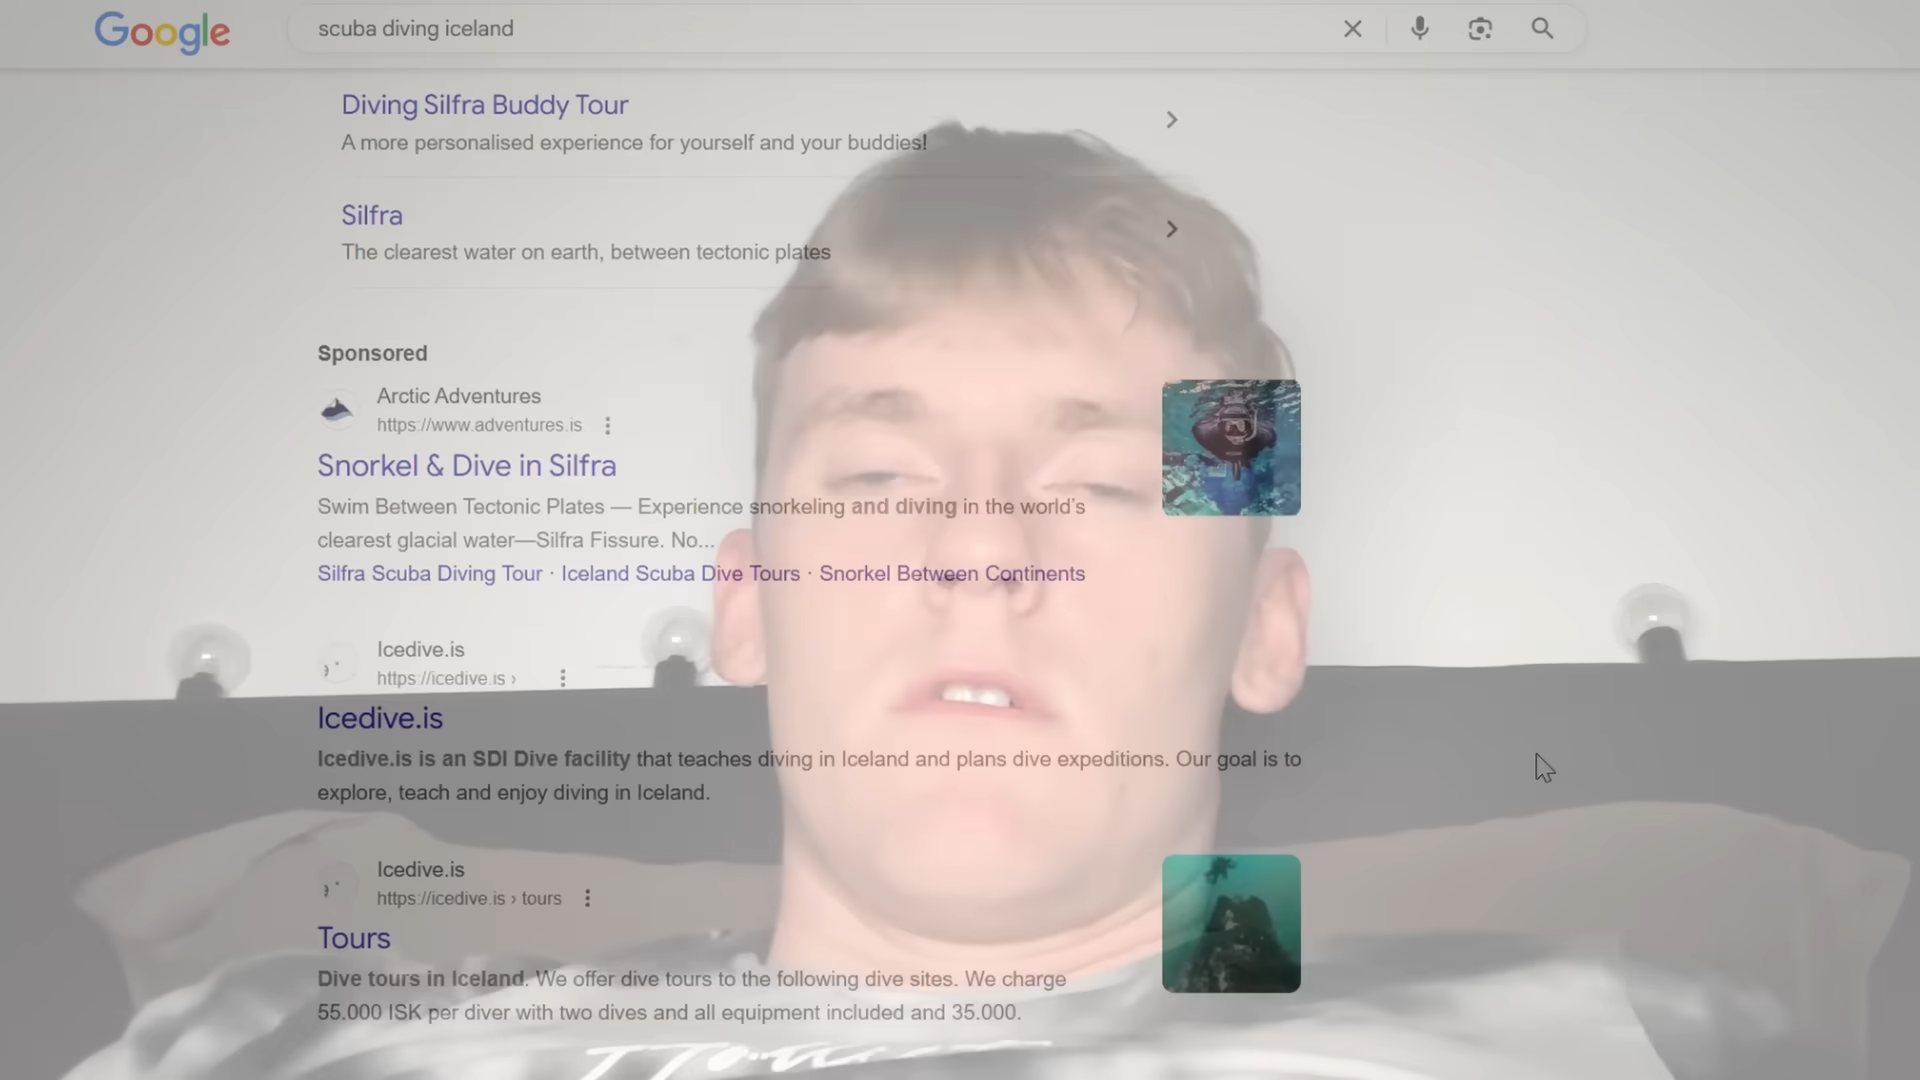 Google
scuba diving iceland
Diving Silfra Buddy Tour
A more personalised experience for yourself and your buddies!
Silfra
The clearest water on earth, between tectonic plates
Sponsored
Arctic Adventures
https://www.adventures.is
Snorkel & Dive in Silfra
Swim Between Tectonic Plates — Experience snorkeling and diving in the world's
clearest glacial water—Silfra Fissure. No...
Silfra Scuba Diving Tour · Iceland Scuba Dive Tours · Snorkel Between Continents
Icedive.is
https://icedive.is ›
Icedive.is
Icedive.is is an SDI Dive facility that teaches diving in Iceland and plans dive expeditions. Our goal is to
explore, teach and enjoy diving in Iceland.
Icedive.is
https://icedive.is › tours
Tours
Dive tours in Iceland. We offer dive tours to the following dive sites. We charge
55.000 ISK per diver with two dives and all equipment included and 35.000.